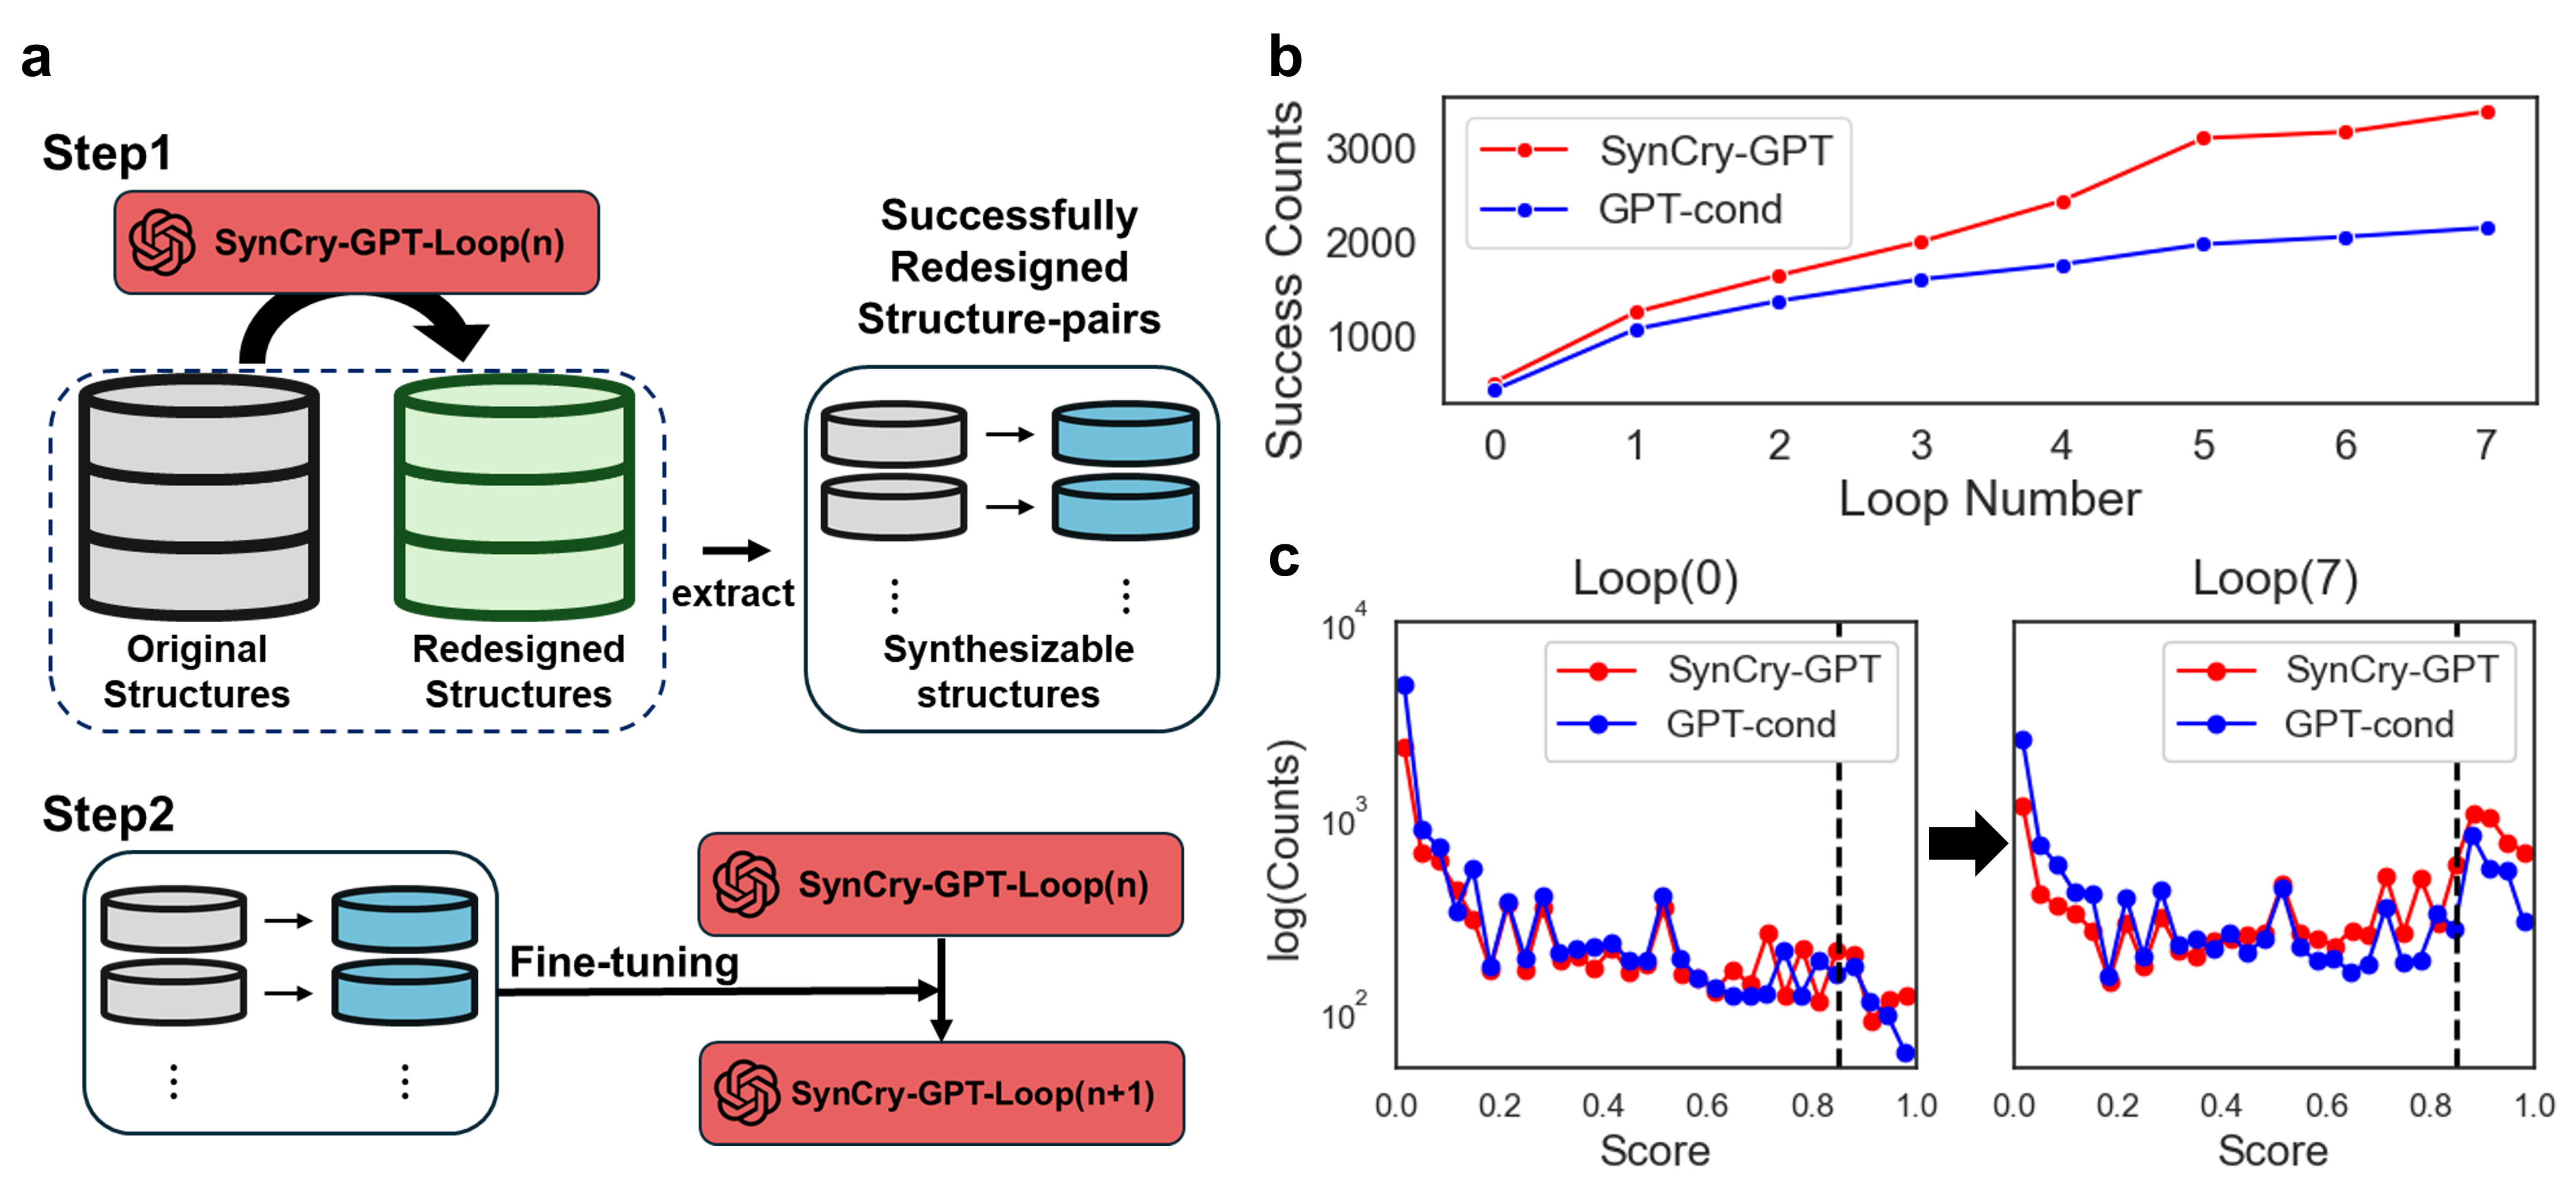 a
Step1
SynCry-GPT-Loop(n)
Original
Structures
Redesigned
Structures
extract
Successfully
Redesigned
Structure-pairs
Synthesizable
structures
Step2
Fine-tuning
SynCry-GPT-Loop(n)
SynCry-GPT-Loop(n+1)
b
Success Counts
3000
2000
1000
SynCry-GPT
GPT-cond
0 1 2 3 4 5 6 7
Loop Number
c
Loop(0)
log(Counts)
10^4
10^3
10^2
SynCry-GPT
GPT-cond
0.0 0.2 0.4 0.6 0.8 1.0
Score
Loop(7)
SynCry-GPT
GPT-cond
0.0 0.2 0.4 0.6 0.8 1.0
Score